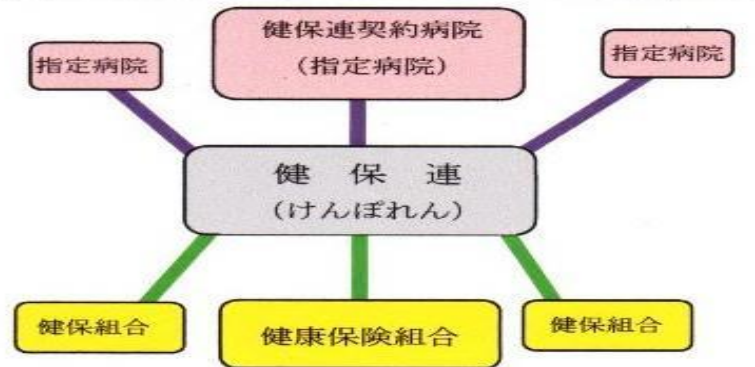 健保連契約病院
(指定病院)
指定病院
指定病院
健 保 連
(けんぽれん)
健保組合
健康保険組合
健保組合